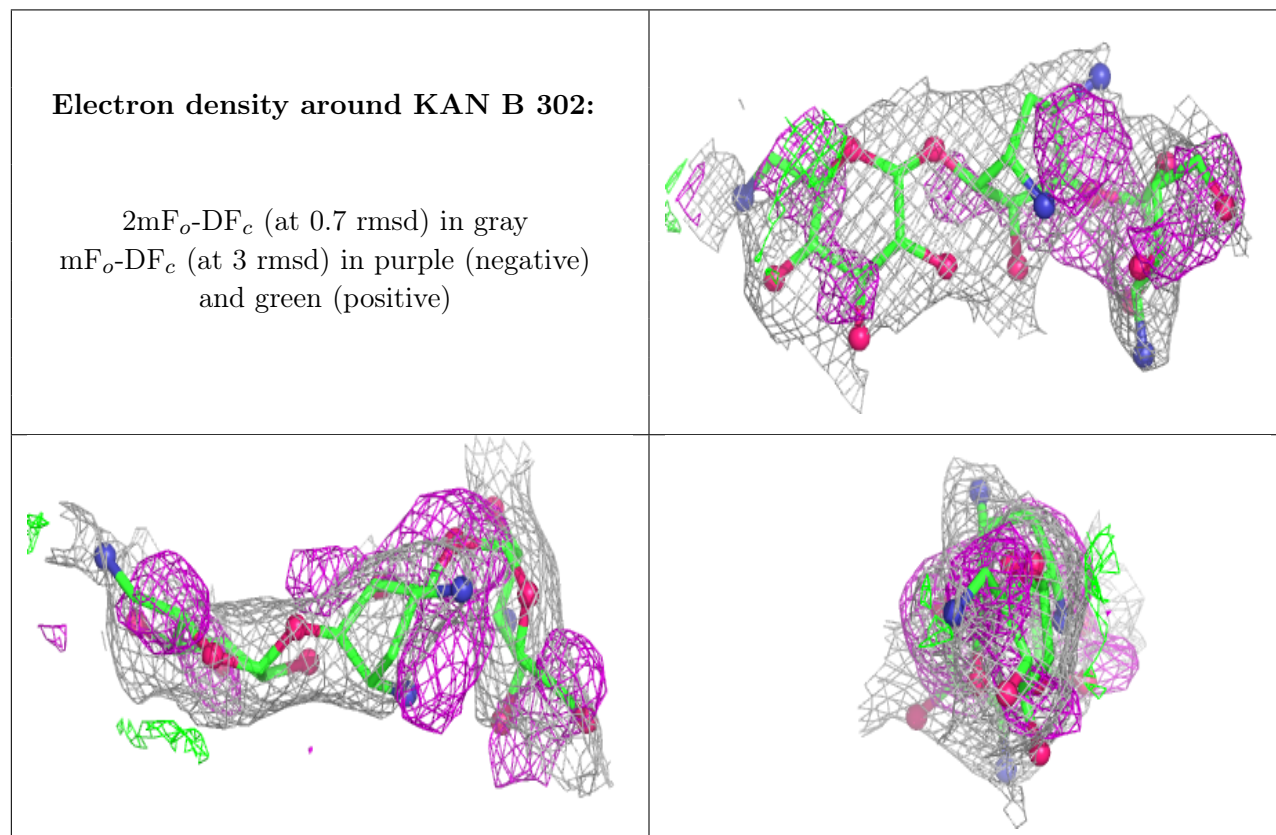 Electron density around KAN B 302:
2mFₒ-DF𝒸 (at 0.7 rmsd) in gray
mFₒ-DF𝒸 (at 3 rmsd) in purple (negative)
and green (positive)